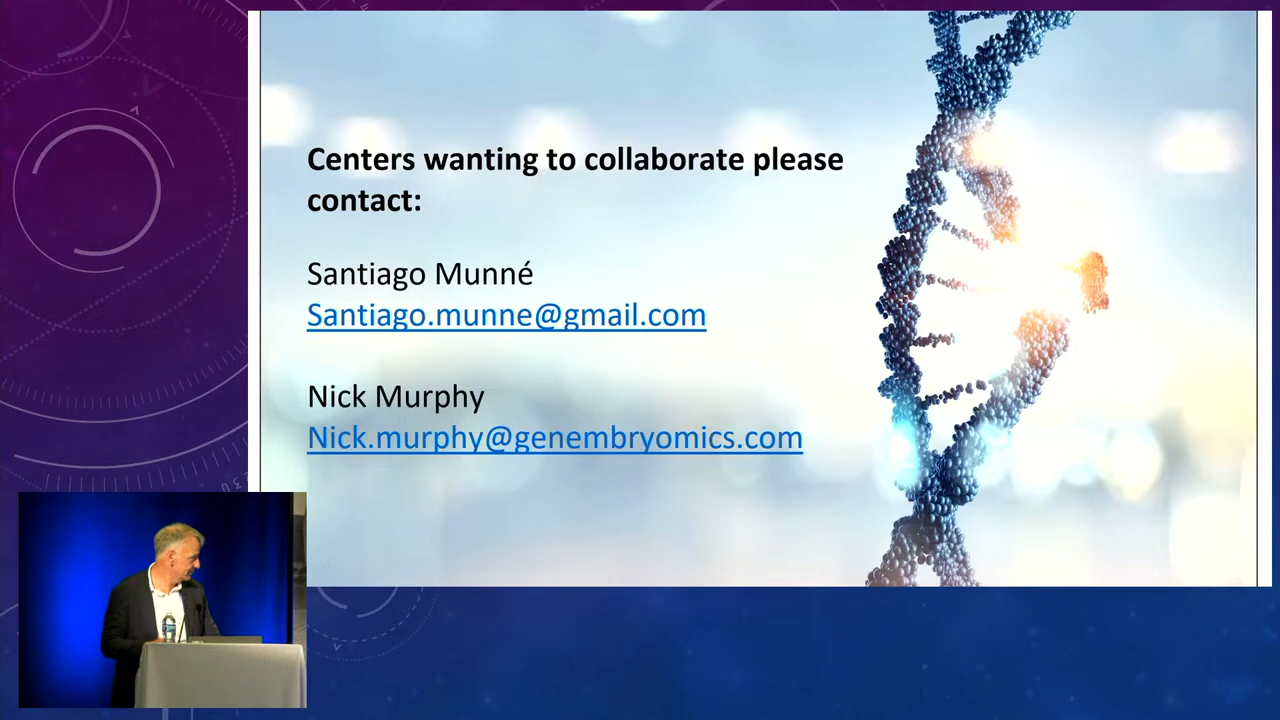 Centers wanting to collaborate please
contact:
Santiago Munné
Santiago.munne@gmail.com
Nick Murphy
Nick.murphy@genembryomics.com